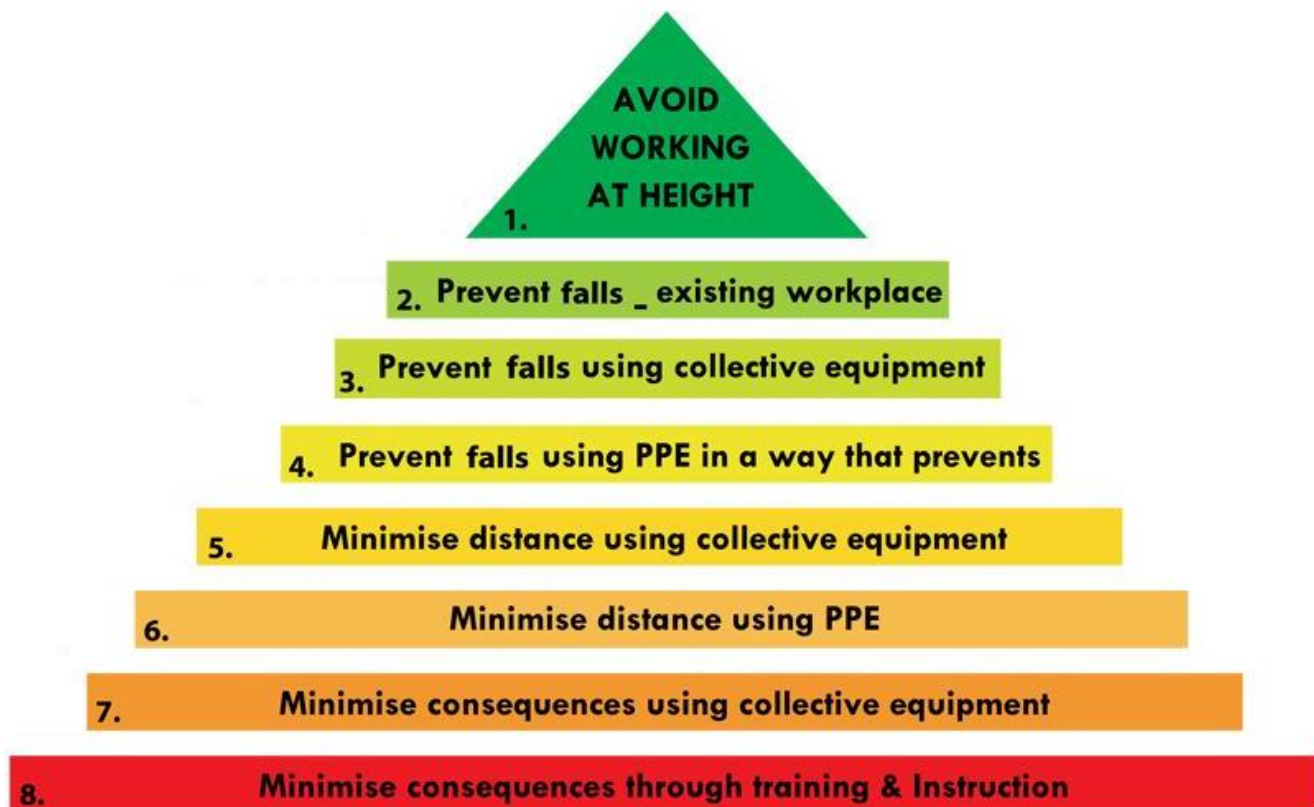 AVOID
WORKING
AT HEIGHT
1.
2. Prevent falls _ existing workplace
3. Prevent falls using collective equipment
4. Prevent falls using PPE in a way that prevents
5. Minimise distance using collective equipment
6. Minimise distance using PPE
7. Minimise consequences using collective equipment
8. Minimise consequences through training & Instruction